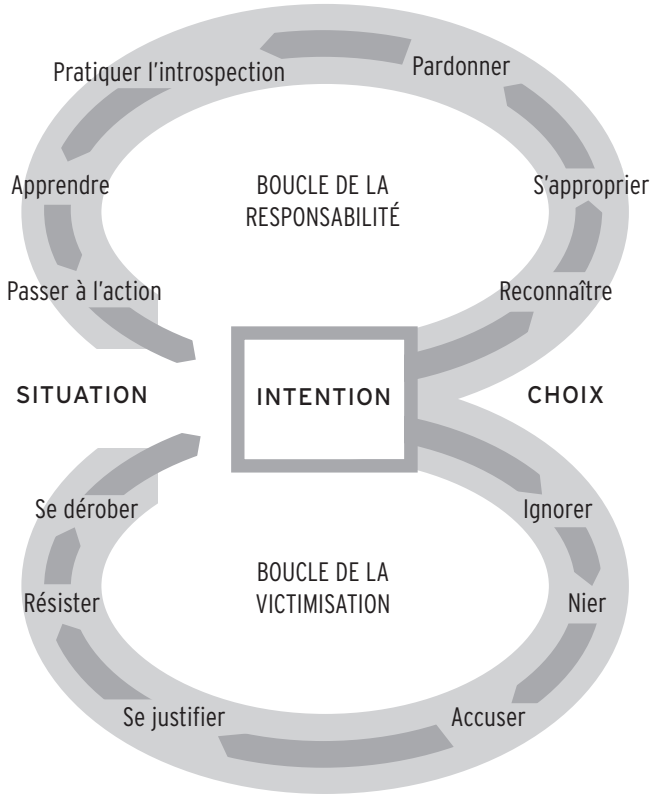 Pardonner
Pratiquer l’introspection
Apprendre
BOUCLE DE LA
RESPONSABILITÉ
S’approprier
Passer à l’action
Reconnaître
SITUATION
INTENTION
CHOIX
Se dérober
Ignorer
BOUCLE DE LA
VICTIMISATION
Résister
Nier
Se justifier
Accuser